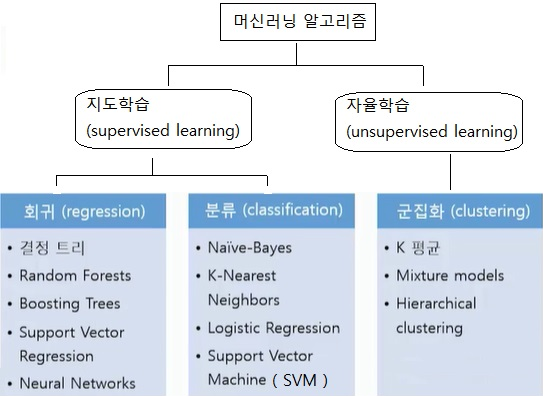 머신러닝 알고리즘
지도학습
(supervised learning)
자율학습
(unsupervised learning)
회귀 (regression)
• 결정 트리
• Random Forests
• Boosting Trees
• Support Vector
Regression
• Neural Networks
분류 (classification)
• Naïve-Bayes
• K-Nearest
Neighbors
• Logistic Regression
• Support Vector
Machine ( SVM )
군집화 (clustering)
• K 평균
• Mixture models
• Hierarchical
clustering